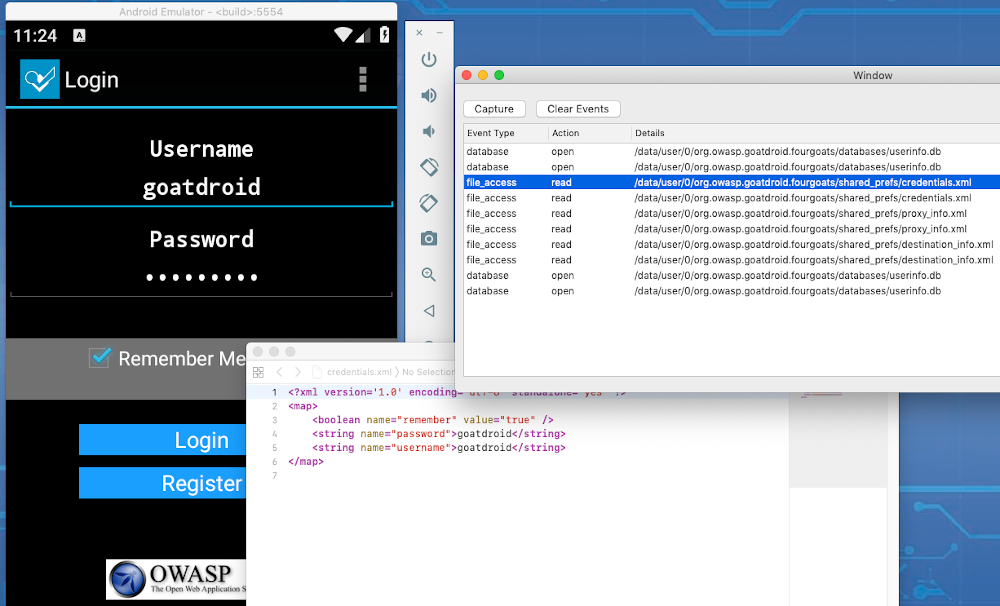 Android Emulator - <build>:5554
11:24 A
Login
Username
goatdroid
Password
•••••••••
Remember Me
Login
Register
OWASP
The Open Web Application S
Window
Capture Clear Events
Event Type Action Details
database open /data/user/0/org.owasp.goatdroid.fourgoats/databases/userinfo.db
database open /data/user/0/org.owasp.goatdroid.fourgoats/databases/userinfo.db
file_access read /data/user/0/org.owasp.goatdroid.fourgoats/shared_prefs/credentials.xml
file_access read /data/user/0/org.owasp.goatdroid.fourgoats/shared_prefs/credentials.xml
file_access read /data/user/0/org.owasp.goatdroid.fourgoats/shared_prefs/proxy_info.xml
file_access read /data/user/0/org.owasp.goatdroid.fourgoats/shared_prefs/proxy_info.xml
file_access read /data/user/0/org.owasp.goatdroid.fourgoats/shared_prefs/destination_info.xml
file_access read /data/user/0/org.owasp.goatdroid.fourgoats/shared_prefs/destination_info.xml
database open /data/user/0/org.owasp.goatdroid.fourgoats/databases/userinfo.db
database open /data/user/0/org.owasp.goatdroid.fourgoats/databases/userinfo.db
credentials.xml No Selection
1 <?xml version='1.0' encoding='utf-8' standalone='yes' ?>
2 <map>
3 <boolean name="remember" value="true" />
4 <string name="password">goatdroid</string>
5 <string name="username">goatdroid</string>
6 </map>
7